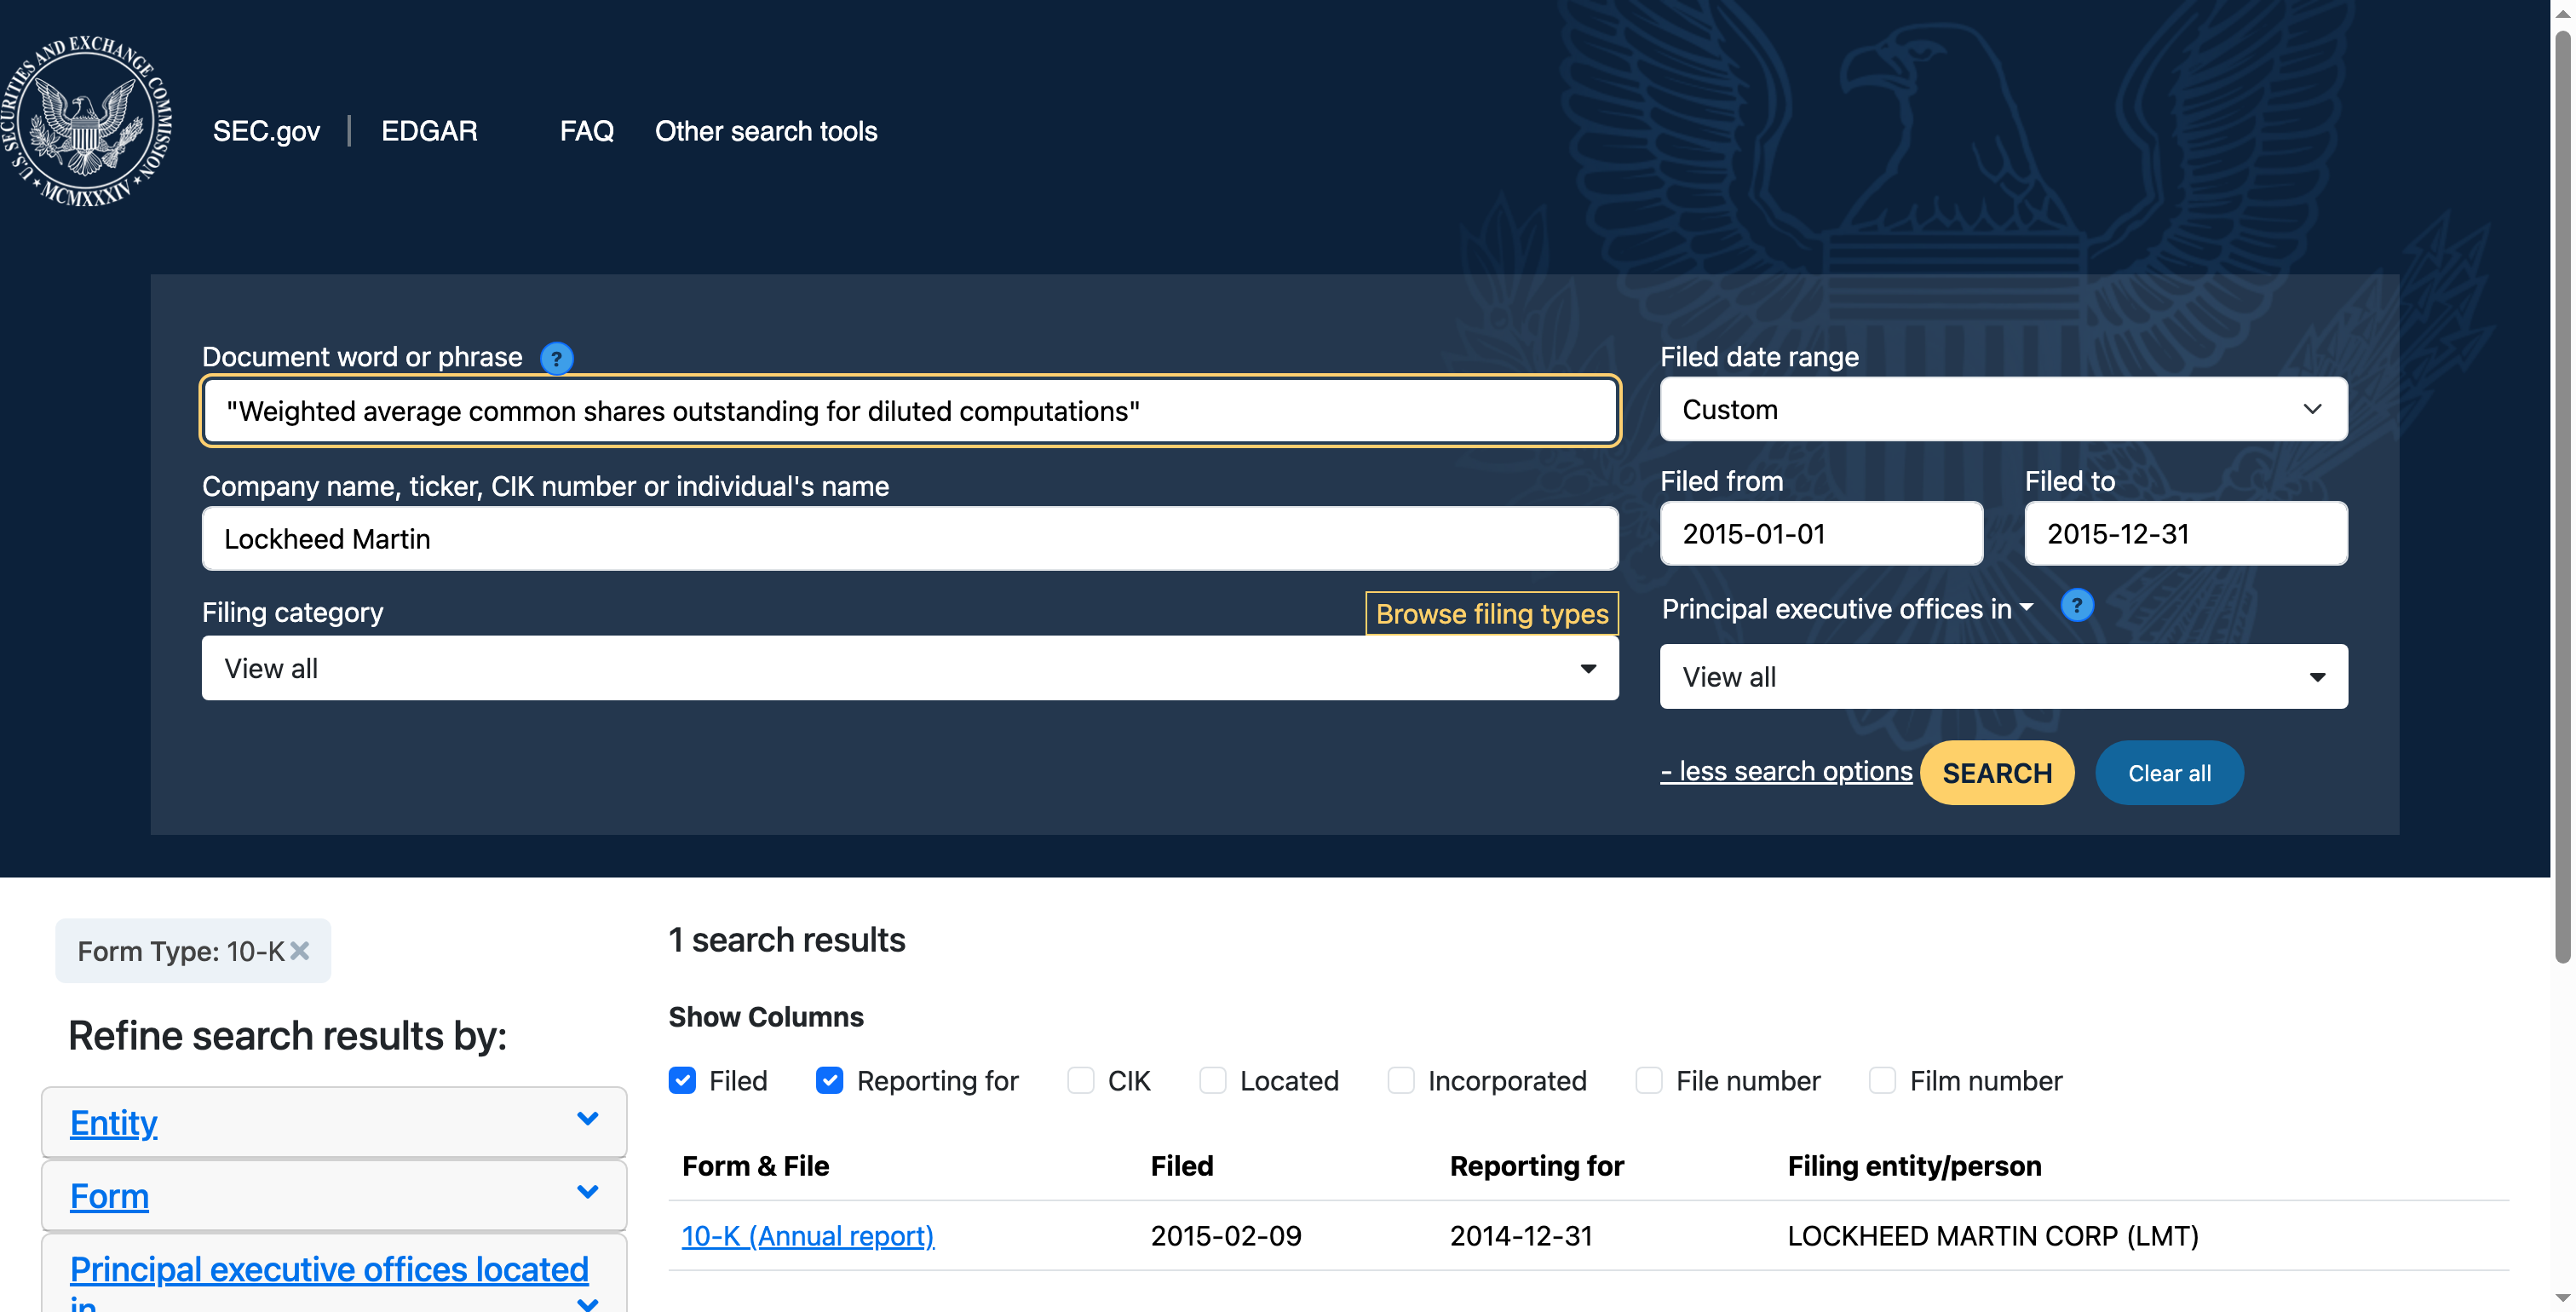 U.S. SECURITIES AND EXCHANGE COMMISSION
MCMXXXIV
SEC.gov | EDGAR FAQ Other search tools
Document word or phrase ?
"Weighted average common shares outstanding for diluted computations"
Filed date range
Custom
Company name, ticker, CIK number or individual's name
Lockheed Martin
Filed from Filed to
2015-01-01 2015-12-31
Filing category Browse filing types
View all
Principal executive offices in ?
View all
- less search options SEARCH Clear all
Form Type: 10-K
Refine search results by:
Entity
Form
Principal executive offices located
in
1 search results
Show Columns
Filed Reporting for CIK Located Incorporated File number Film number
Form & File Filed Reporting for Filing entity/person
10-K (Annual report) 2015-02-09 2014-12-31 LOCKHEED MARTIN CORP (LMT)